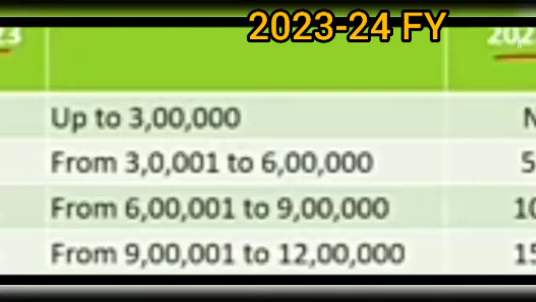 2023-24 FY
Up to 3,00,000
From 3,0,001 to 6,00,000
From 6,00,001 to 9,00,000
From 9,00,001 to 12,00,000